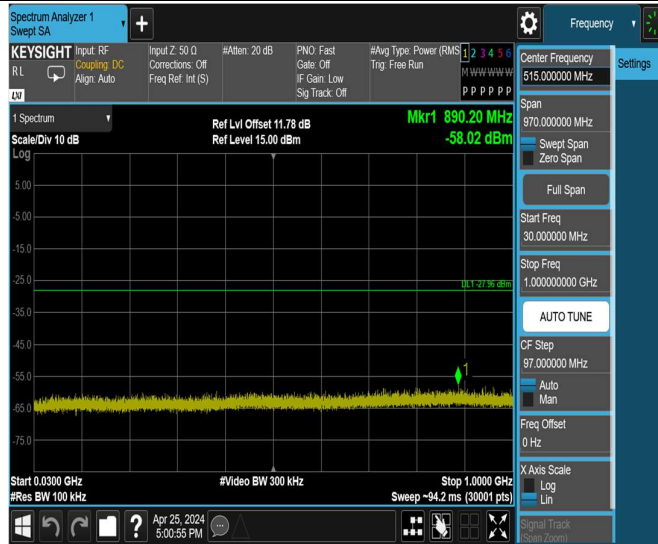 Spectrum Analyzer 1
Swept SA
Frequency
KEYSIGHT
RL
LXI
Input: RF
Coupling: DC
Align: Auto
Input Z: 50 Ω
Corrections: Off
Freq Ref: Int (S)
#Atten: 20 dB
PNO: Fast
Gate: Off
IF Gain: Low
Sig Track: Off
#Avg Type: Power (RMS
Trig: Free Run
1 2 3 4 5 6
M W W W W W
P P P P P P
1 Spectrum
Scale/Div 10 dB
Ref Lvl Offset 11.78 dB
Ref Level 15.00 dBm
Mkr1 890.20 MHz
-58.02 dBm
Log
5.00
-5.00
-15.0
-25.0
-35.0
-45.0
-55.0
-65.0
-75.0
DL1 -27.96 dBm
1
Start 0.0300 GHz
#Res BW 100 kHz
#Video BW 300 kHz
Stop 1.0000 GHz
Sweep ~94.2 ms (30001 pts)
Center Frequency
515.000000 MHz
Span
970.000000 MHz
Swept Span
Zero Span
Full Span
Start Freq
30.000000 MHz
Stop Freq
1.000000000 GHz
AUTO TUNE
CF Step
97.000000 MHz
Auto
Man
Freq Offset
0 Hz
X Axis Scale
Log
Lin
Signal Track
(Span Zoom)
Settings
?
Apr 25, 2024
5:00:55 PM